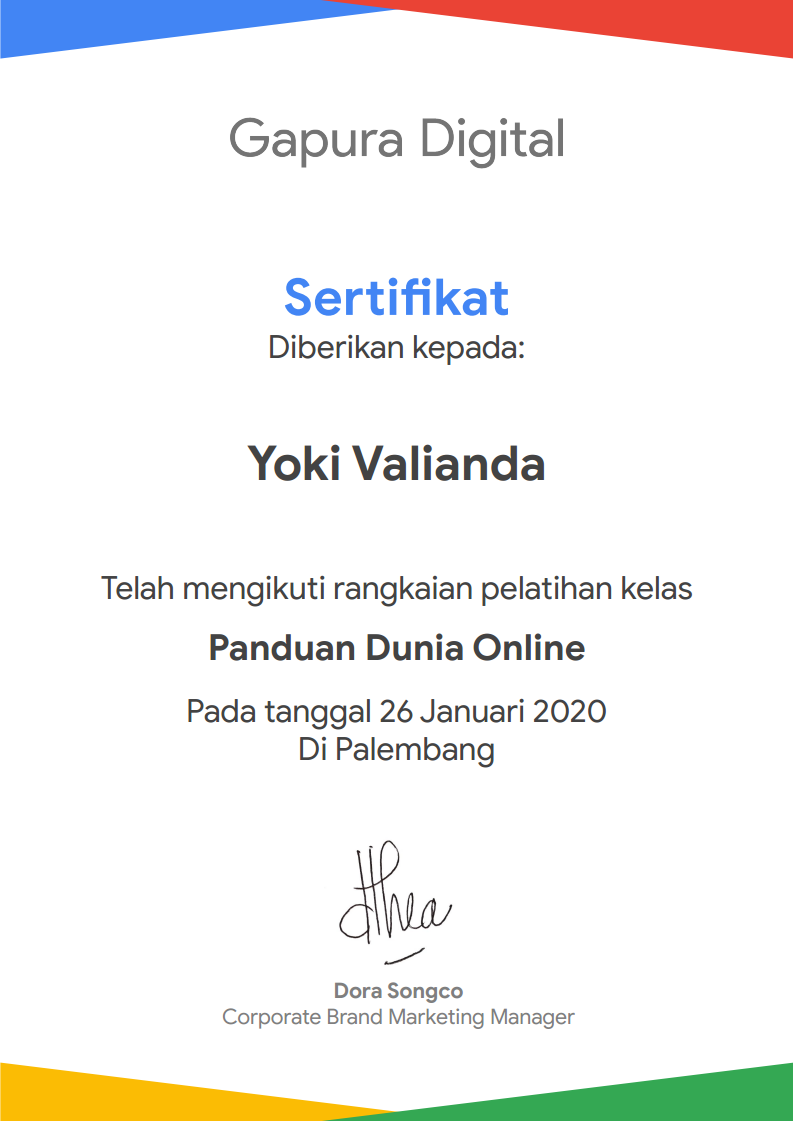 Gapura Digital
Sertifikat
Diberikan kepada:
Yoki Valianda
Telah mengikuti rangkaian pelatihan kelas
Panduan Dunia Online
Pada tanggal 26 Januari 2020
Di Palembang
Dora Songco
Corporate Brand Marketing Manager